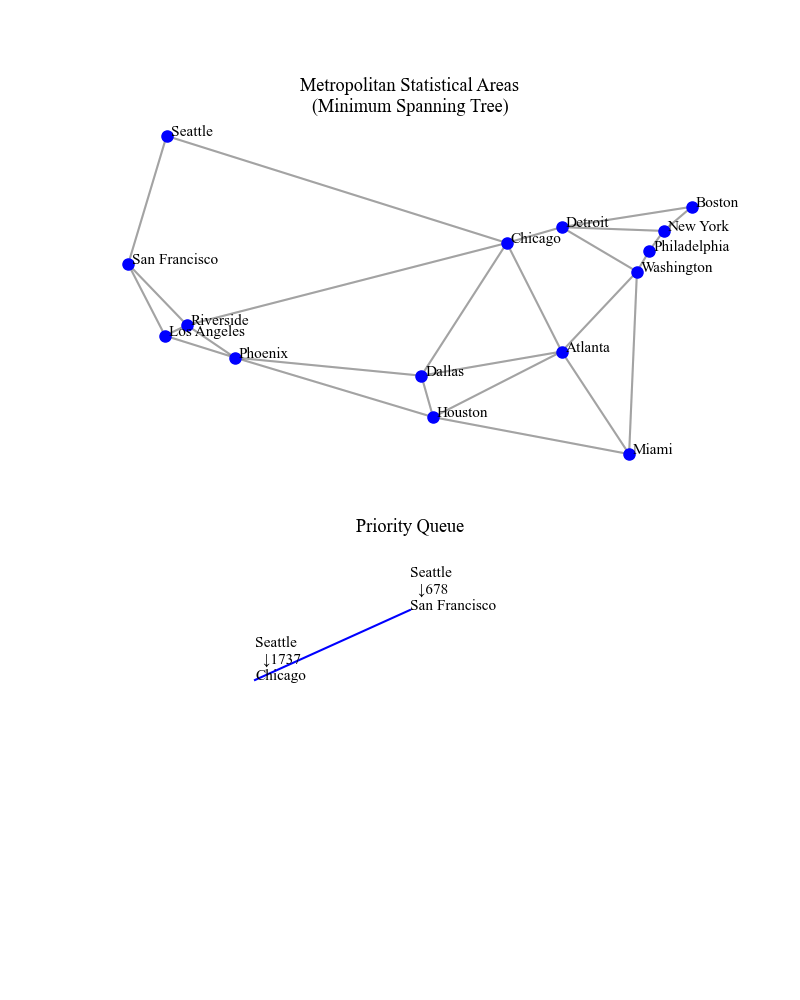 Metropolitan Statistical Areas
(Minimum Spanning Tree)
Seattle
Boston
Detroit
New York
Chicago
Philadelphia
San Francisco
Washington
Riverside
Los Angeles
Atlanta
Phoenix
Dallas
Houston
Miami
Priority Queue
Seattle
↓678
San Francisco
Seattle
↓1737
Chicago